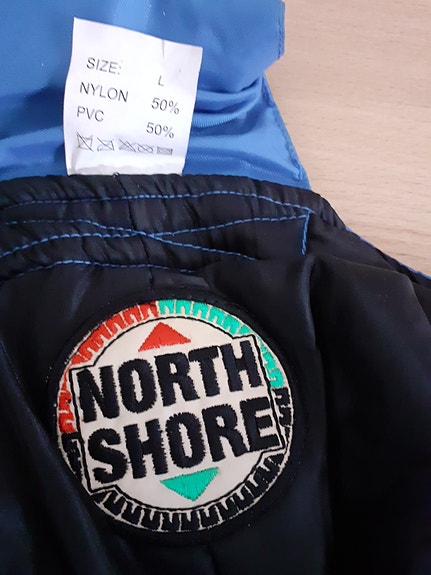 SIZE: L
NYLON 50%
PVC 50%
NORTH
SHORE